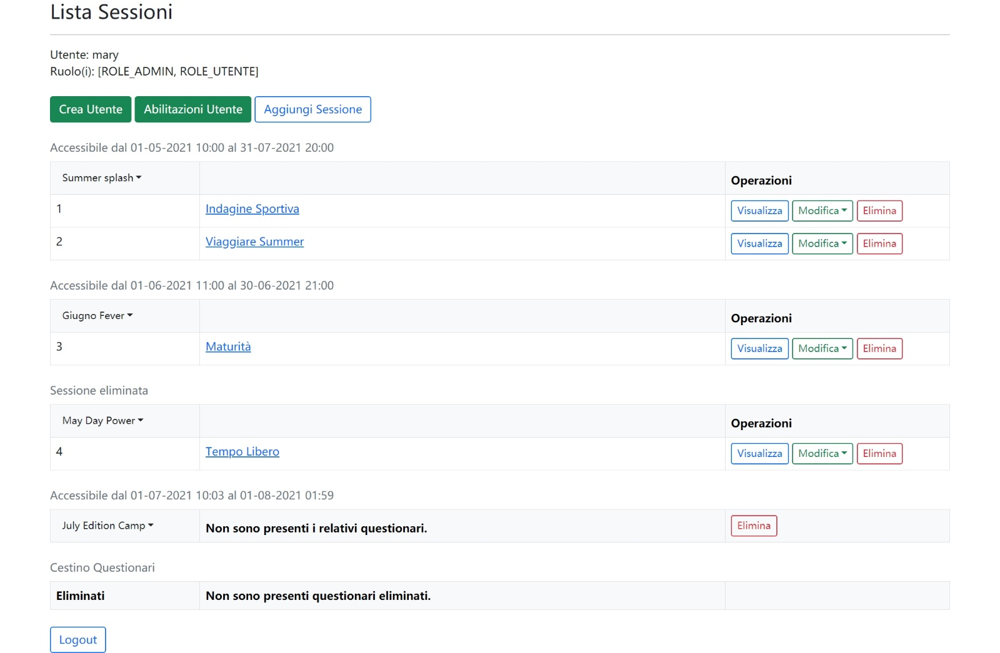 Lista Sessioni
Utente: mary
Ruolo(i): [ROLE_ADMIN, ROLE_UTENTE]
Crea Utente Abilitazioni Utente Aggiungi Sessione
Accessibile dal 01-05-2021 10:00 al 31-07-2021 20:00
Summer splash Operazioni
1 Indagine Sportiva Visualizza Modifica Elimina
2 Viaggiare Summer Visualizza Modifica Elimina
Accessibile dal 01-06-2021 11:00 al 30-06-2021 21:00
Giugno Fever Operazioni
3 Maturità Visualizza Modifica Elimina
Sessione eliminata
May Day Power Operazioni
4 Tempo Libero Visualizza Modifica Elimina
Accessibile dal 01-07-2021 10:03 al 01-08-2021 01:59
July Edition Camp Non sono presenti i relativi questionari. Elimina
Cestino Questionari
Eliminati Non sono presenti questionari eliminati.
Logout